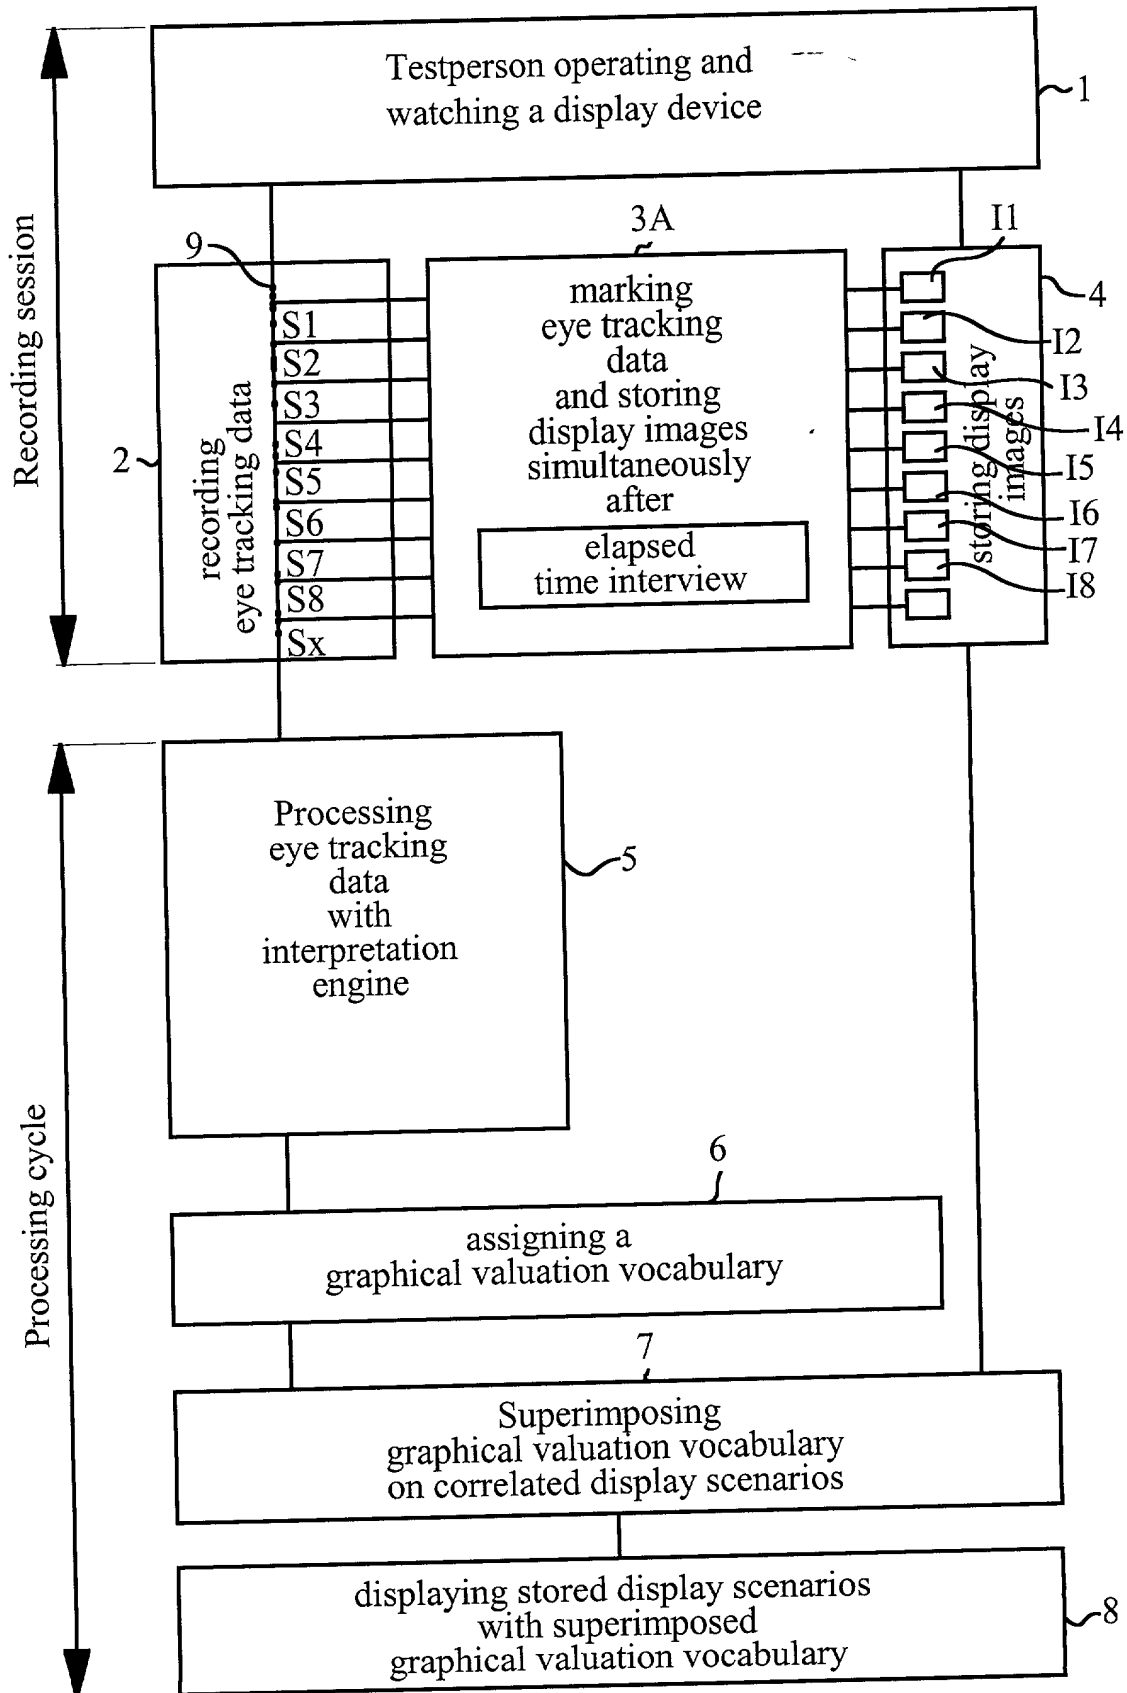 Testperson operating and
watching a display device
1
Recording session
9
3A
I1
4
2
recording
eye tracking data
S1
S2
S3
S4
S5
S6
S7
S8
Sx
marking
eye tracking
data
and storing
display images
simultaneously
after
elapsed
time interview
storing display
images
I2
I3
I4
I5
I6
I7
I8
Processing cycle
Processing
eye tracking
data
with
interpretation
engine
5
6
assigning a
graphical valuation vocabulary
7
Superimposing
graphical valuation vocabulary
on correlated display scenarios
displaying stored display scenarios
with superimposed
graphical valuation vocabulary
8